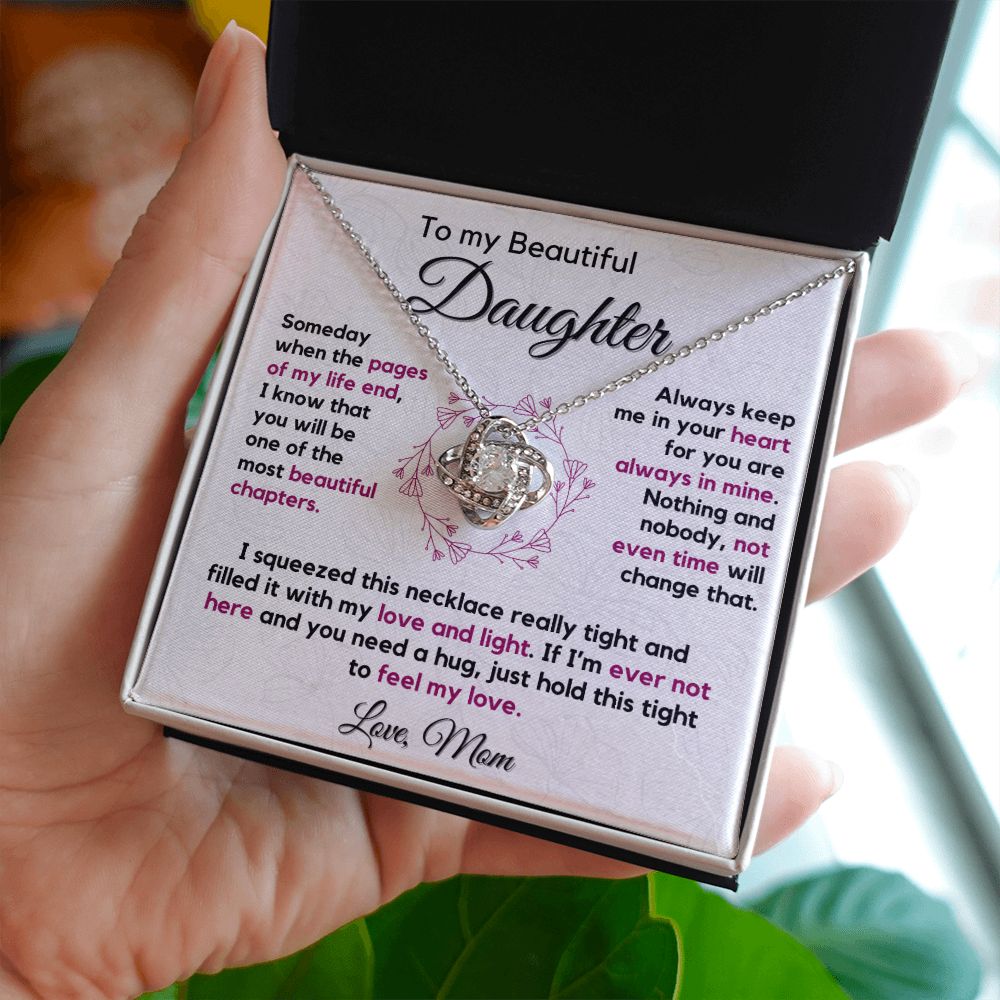 To my Beautiful
Daughter
Someday
when the pages
of my life end,
I know that
you will be
one of the
most beautiful
chapters.
Always keep
me in your heart
for you are
always in mine.
Nothing and
nobody, not
even time will
change that.
I squeezed this necklace really tight and
filled it with my love and light. If I’m ever not
here and you need a hug, just hold this tight
to feel my love.
Love, Mom